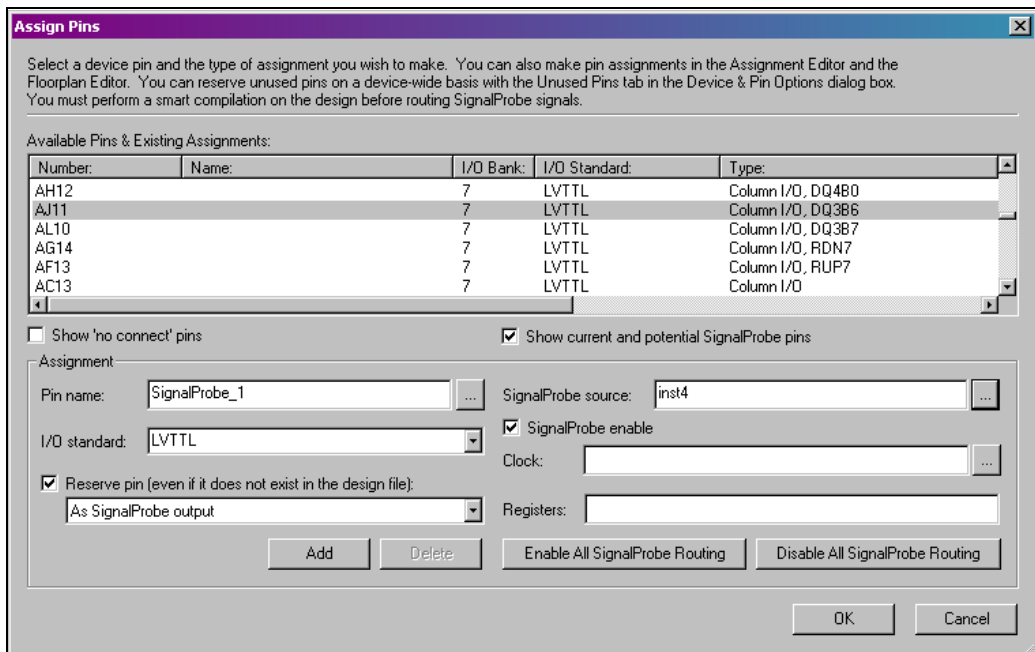 Assign Pins
Select a device pin and the type of assignment you wish to make. You can also make pin assignments in the Assignment Editor and the
Floorplan Editor. You can reserve unused pins on a device-wide basis with the Unused Pins tab in the Device & Pin Options dialog box.
You must perform a smart compilation on the design before routing SignalProbe signals.
Available Pins & Existing Assignments:
Number: Name: I/O Bank: I/O Standard: Type:
AH12 7 LVTTL Column I/O, DQ4B0
AJ11 7 LVTTL Column I/O, DQ3B6
AL10 7 LVTTL Column I/O, DQ3B7
AG14 7 LVTTL Column I/O, RDN7
AF13 7 LVTTL Column I/O, RUP7
AC13 7 LVTTL Column I/O
Show 'no connect' pins Show current and potential SignalProbe pins
Assignment
Pin name: SignalProbe_1 ... SignalProbe source: inst4 ...
SignalProbe enable
I/O standard: LVTTL
Clock: ...
Reserve pin (even if it does not exist in the design file):
As SignalProbe output Registers:
Add Delete Enable All SignalProbe Routing Disable All SignalProbe Routing
OK Cancel